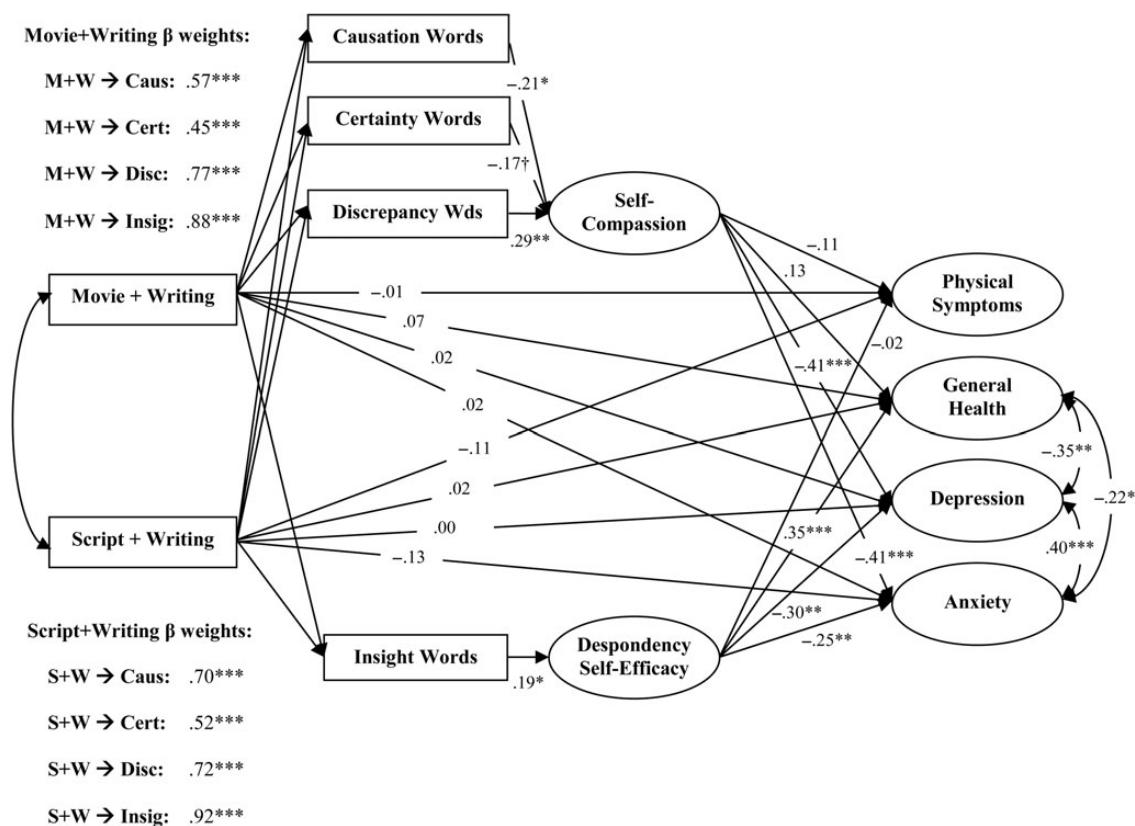 Movie+Writing β weights:
M+W → Caus: .57***
M+W → Cert: .45***
M+W → Disc: .77***
M+W → Insig: .88***
Causation Words
Certainty Words
Discrepancy Wds
–.21*
–.17†
.29**
Self-
Compassion
Movie + Writing
Script + Writing
–.01
.07
.02
.02
–.11
.02
.00
–.13
–.11
.13
–.02
–.41***
.35***
–.41***
–.30**
–.25**
Physical
Symptoms
General
Health
Depression
Anxiety
–.35**
–.22*
.40***
Insight Words
.19*
Despondency
Self-Efficacy
Script+Writing β weights:
S+W → Caus: .70***
S+W → Cert: .52***
S+W → Disc: .72***
S+W → Insig: .92***